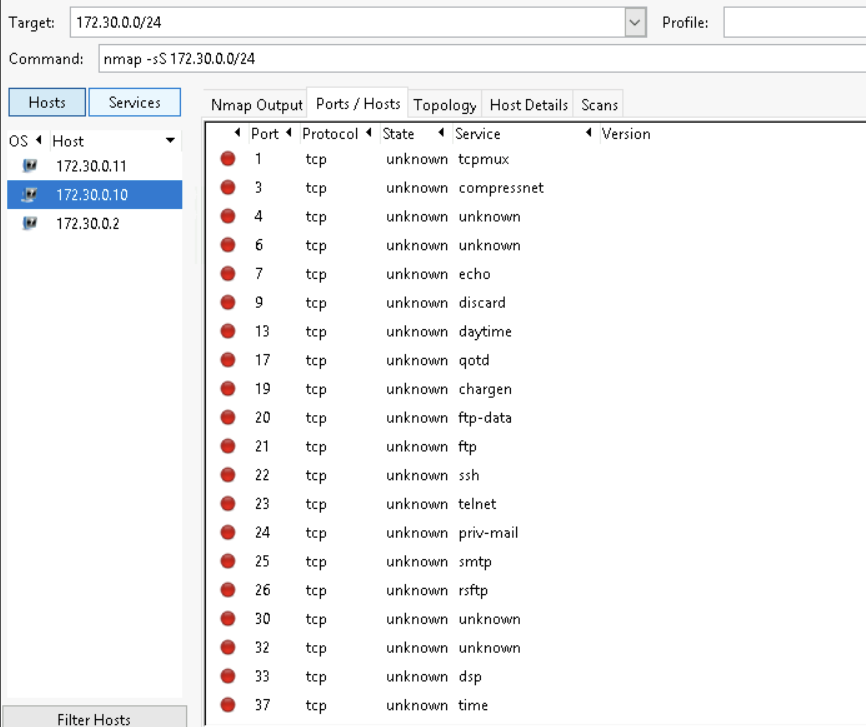 Target: 172.30.0.0/24 Profile:
Command: nmap -sS 172.30.0.0/24
Hosts Services
Nmap Output Ports / Hosts Topology Host Details Scans
OS Host
172.30.0.11
172.30.0.10
172.30.0.2
Filter Hosts
Port Protocol State Service Version
1 tcp unknown tcpmux
3 tcp unknown compressnet
4 tcp unknown unknown
6 tcp unknown unknown
7 tcp unknown echo
9 tcp unknown discard
13 tcp unknown daytime
17 tcp unknown qotd
19 tcp unknown chargen
20 tcp unknown ftp-data
21 tcp unknown ftp
22 tcp unknown ssh
23 tcp unknown telnet
24 tcp unknown priv-mail
25 tcp unknown smtp
26 tcp unknown rsftp
30 tcp unknown unknown
32 tcp unknown unknown
33 tcp unknown dsp
37 tcp unknown time